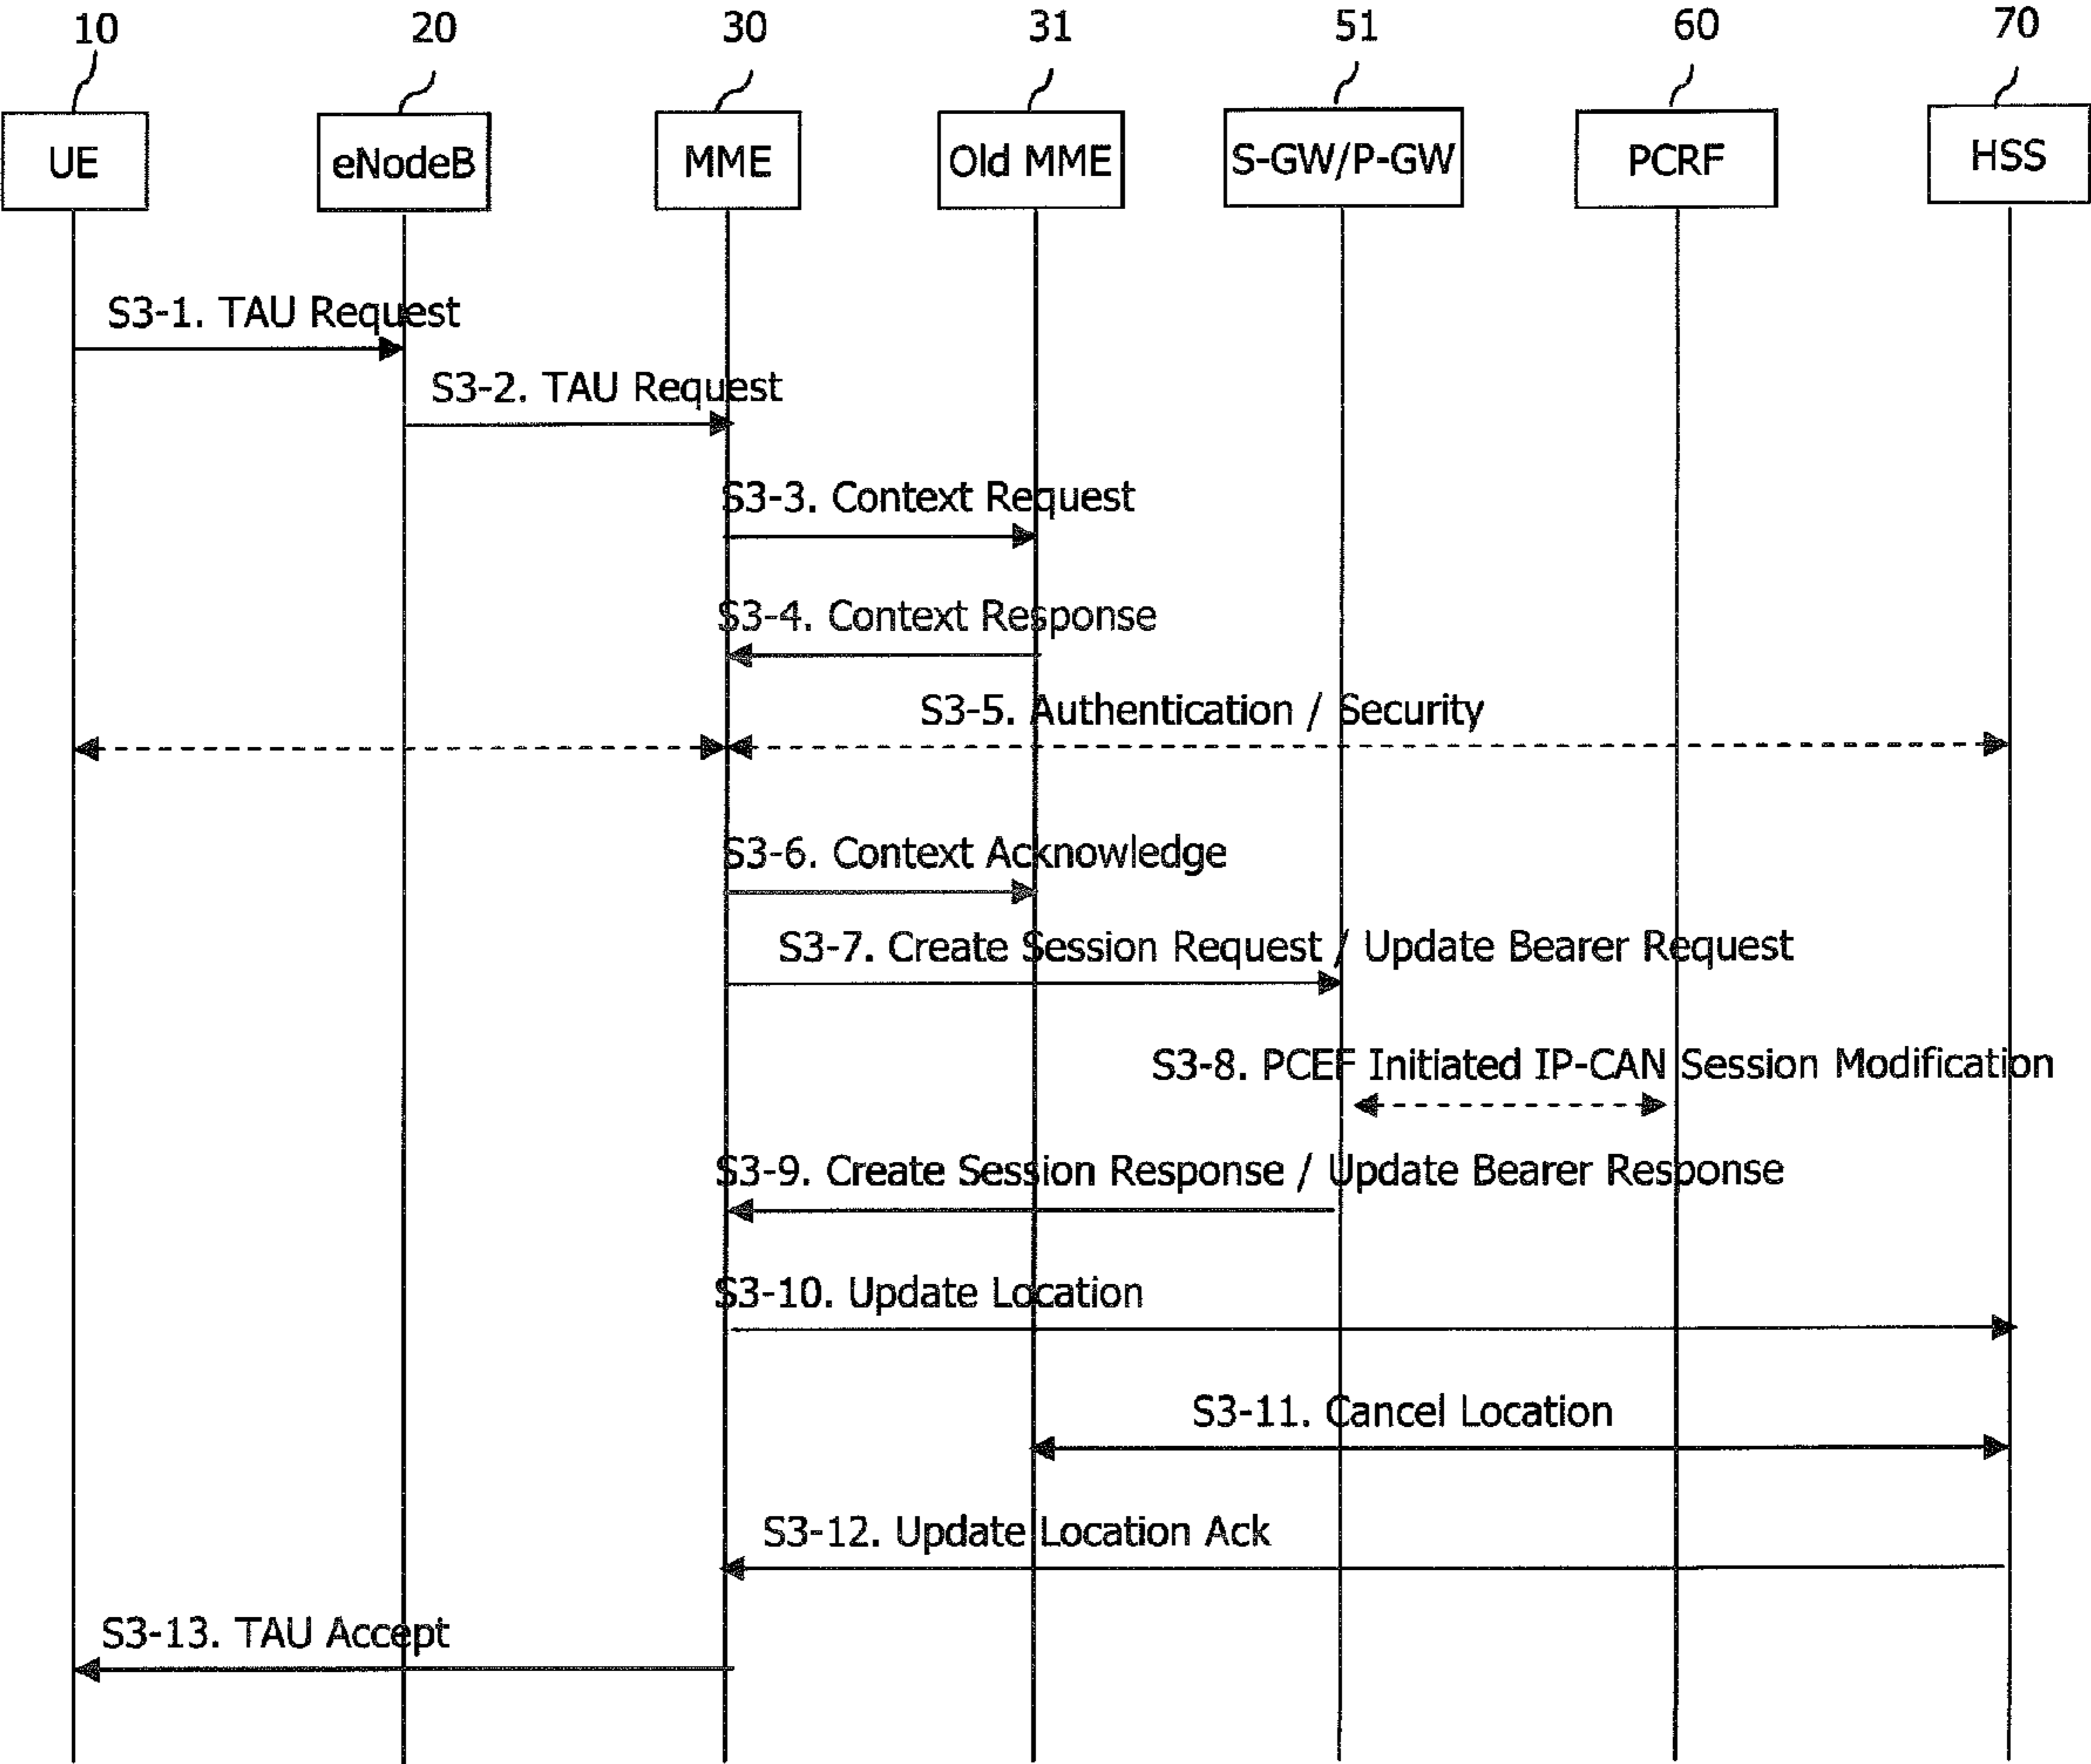 10 20 30 31 51 60 70
UE eNodeB MME Old MME S-GW/P-GW PCRF HSS
S3-1. TAU Request
S3-2. TAU Request
S3-3. Context Request
S3-4. Context Response
S3-5. Authentication / Security
S3-6. Context Acknowledge
S3-7. Create Session Request / Update Bearer Request
S3-8. PCEF Initiated IP-CAN Session Modification
S3-9. Create Session Response / Update Bearer Response
S3-10. Update Location
S3-11. Cancel Location
S3-12. Update Location Ack
S3-13. TAU Accept